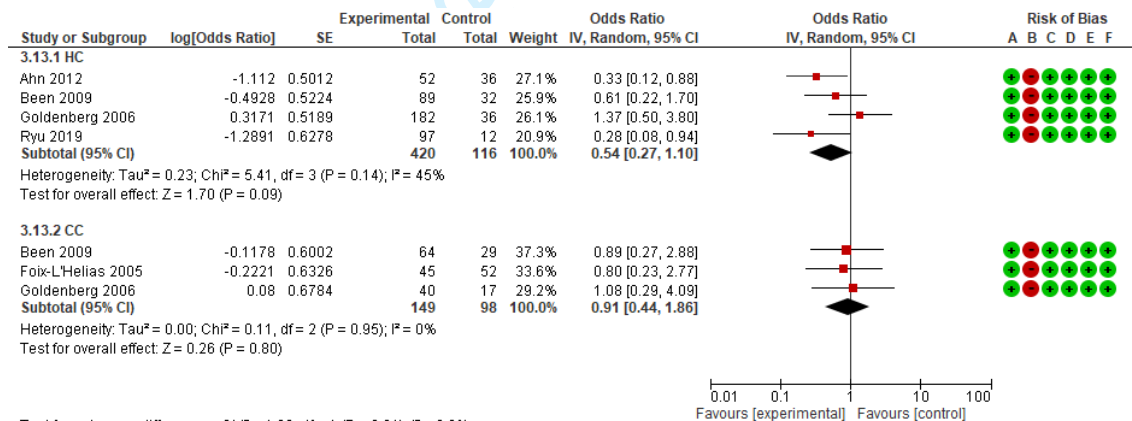 Experimental Control Odds Ratio Odds Ratio Risk of Bias
Study or Subgroup log[Odds Ratio] SE Total Total Weight IV, Random, 95% CI IV, Random, 95% CI A B C D E F
3.13.1 HC
Ahn 2012 -1.112 0.5012 52 36 27.1% 0.33 [0.12, 0.88] + - + + + +
Been 2009 -0.4928 0.5224 89 32 25.9% 0.61 [0.22, 1.70] + - + + + +
Goldenberg 2006 0.3171 0.5189 182 36 26.1% 1.37 [0.50, 3.80] + - + + + +
Ryu 2019 -1.2891 0.6278 97 12 20.9% 0.28 [0.08, 0.94] + - + + + +
Subtotal (95% CI) 420 116 100.0% 0.54 [0.27, 1.10]
Heterogeneity: Tau² = 0.23; Chi² = 5.41, df = 3 (P = 0.14); I² = 45%
Test for overall effect: Z = 1.70 (P = 0.09)
3.13.2 CC
Been 2009 -0.1178 0.6002 64 29 37.3% 0.89 [0.27, 2.88] + - + + + +
Foix-L'Helias 2005 -0.2221 0.6326 45 52 33.6% 0.80 [0.23, 2.77] + - + + + +
Goldenberg 2006 0.08 0.6784 40 17 29.2% 1.08 [0.29, 4.09] + - + + + +
Subtotal (95% CI) 149 98 100.0% 0.91 [0.44, 1.86]
Heterogeneity: Tau² = 0.00; Chi² = 0.11, df = 2 (P = 0.95); I² = 0%
Test for overall effect: Z = 0.26 (P = 0.80)
0.01 0.1 1 10 100
Favours [experimental] Favours [control]